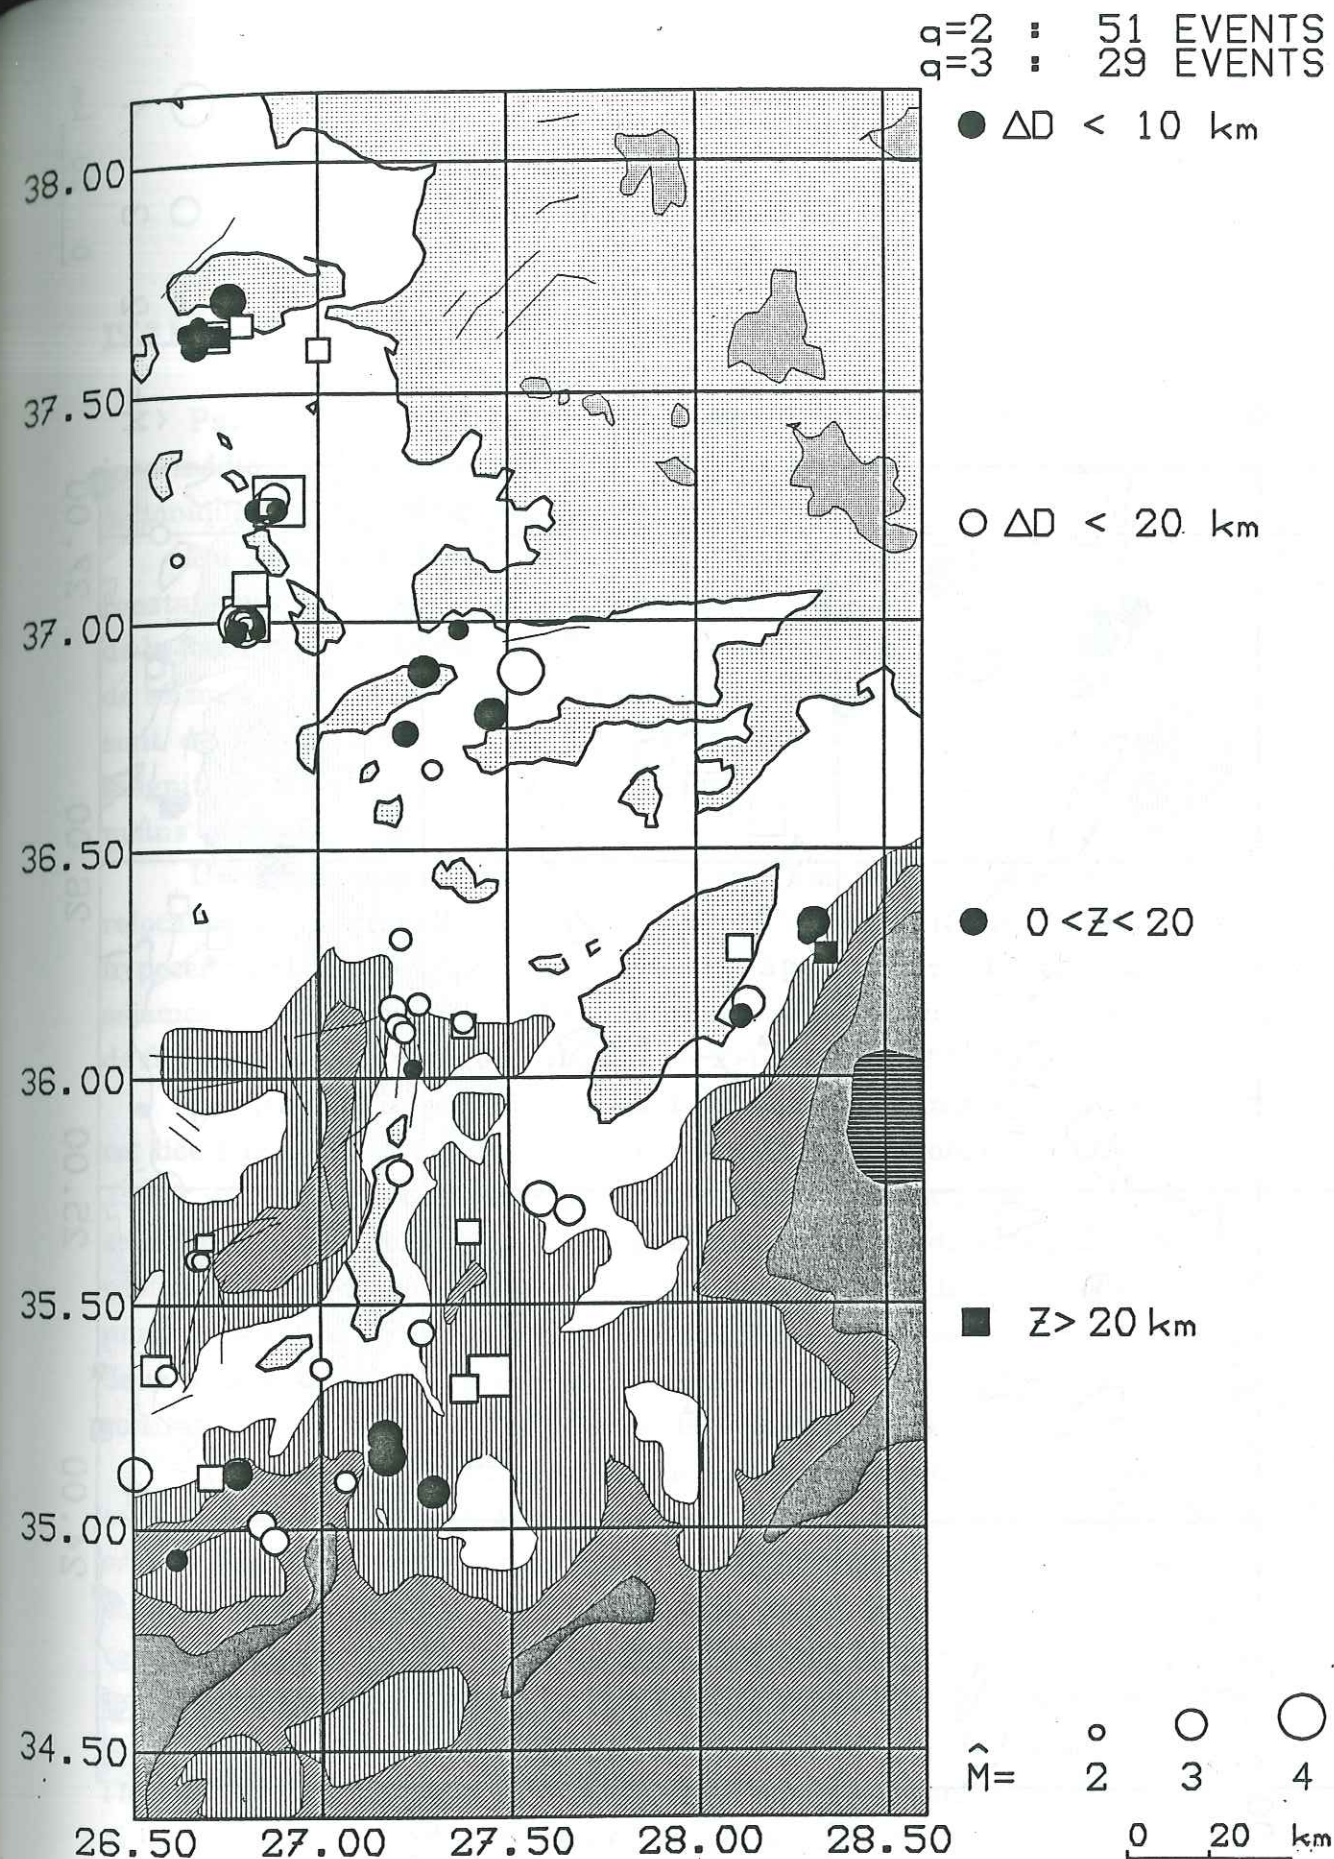 q=2 : 51 EVENTS
q=3 : 29 EVENTS
ΔD < 10 km
38.00
37.50
ΔD < 20 km
37.00
36.50
0 <Z< 20
36.00
35.50
Z > 20 km
35.00
34.50
M̂= 2 3 4
26.50 27.00 27.50 28.00 28.50
0 20 km